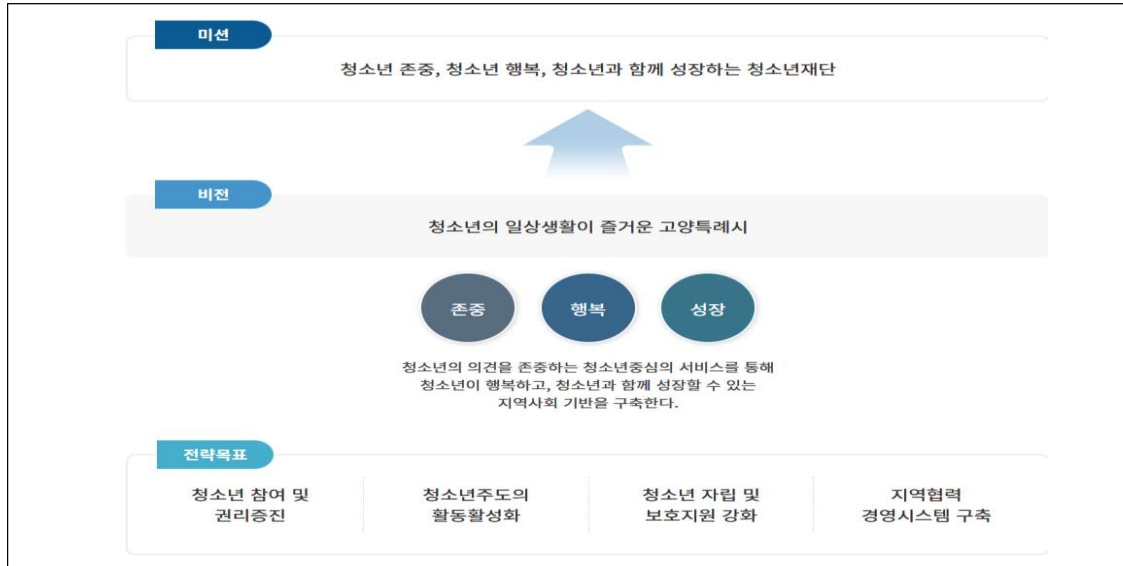 미션
청소년 존중, 청소년 행복, 청소년과 함께 성장하는 청소년재단
비전
청소년의 일상생활이 즐거운 고양특례시
존중
행복
성장
청소년의 의견을 존중하는 청소년중심의 서비스를 통해
청소년이 행복하고, 청소년과 함께 성장할 수 있는
지역사회 기반을 구축한다.
전략목표
청소년 참여 및
권리증진
청소년주도의
활동활성화
청소년 자립 및
보호지원 강화
지역협력
경영시스템 구축